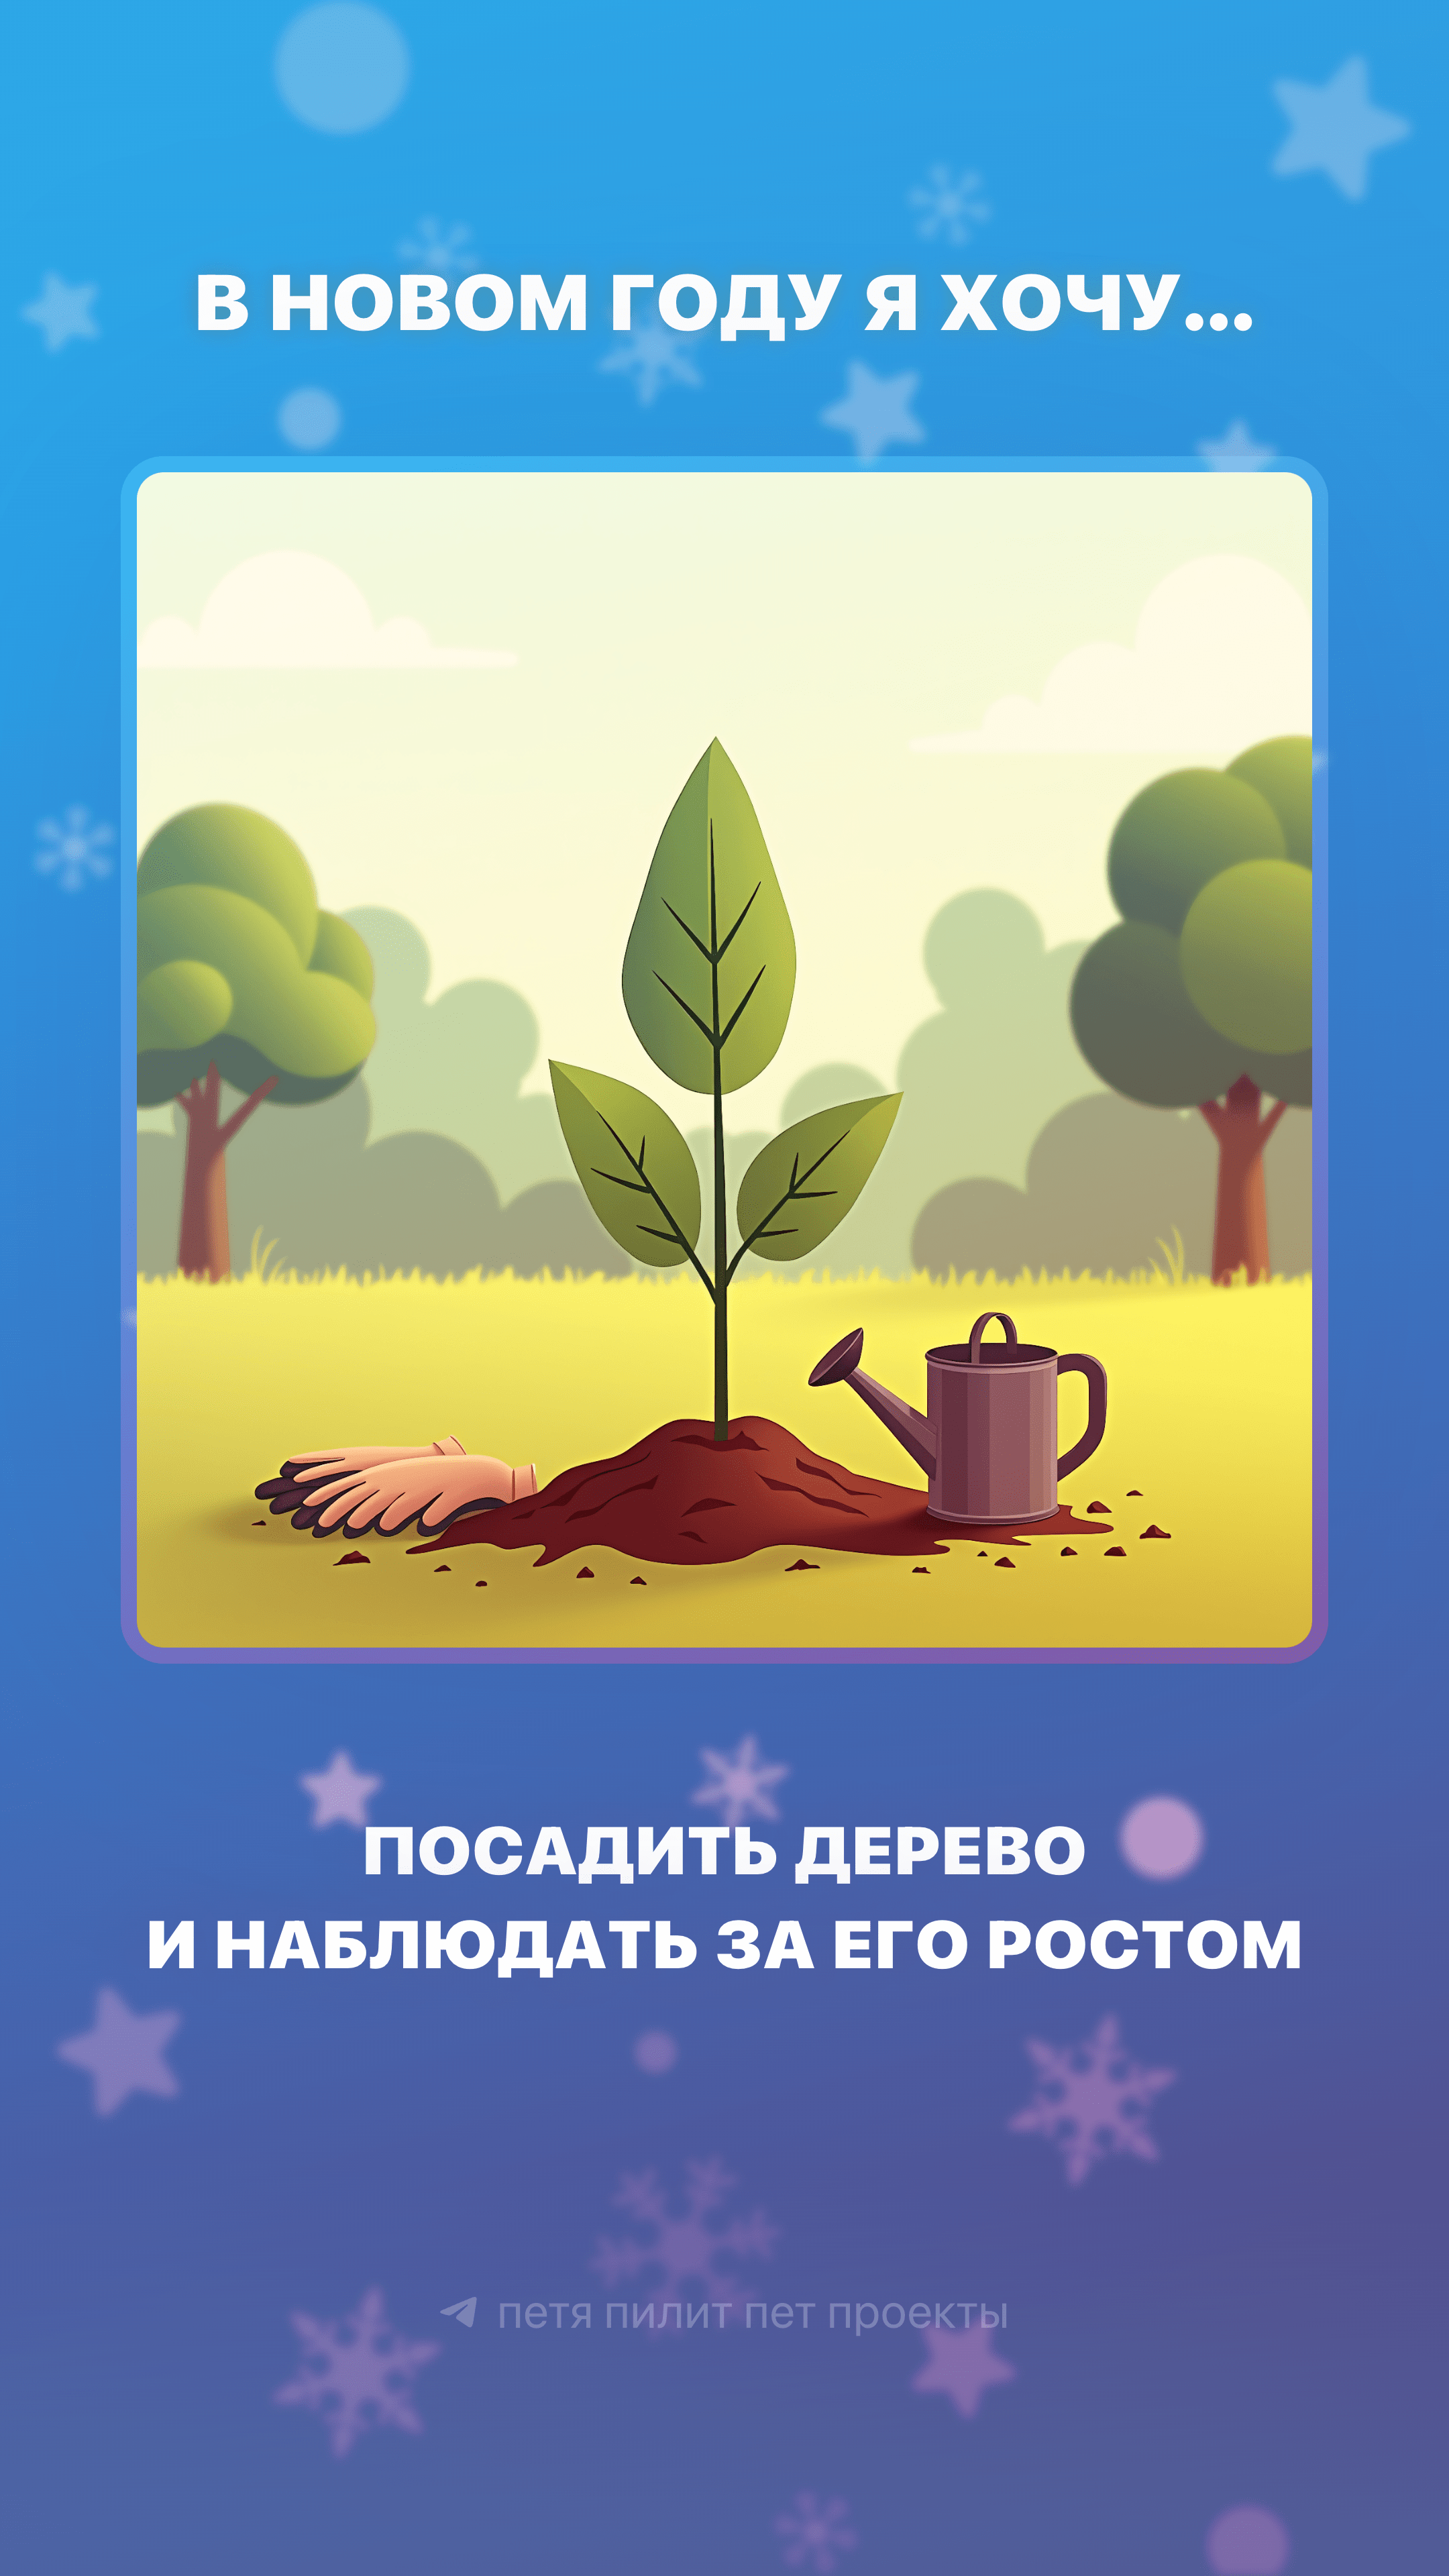 В НОВОМ ГОДУ Я ХОЧУ...
ПОСАДИТЬ ДЕРЕВО
И НАБЛЮДАТЬ ЗА ЕГО РОСТОМ
петя пилит пет проекты